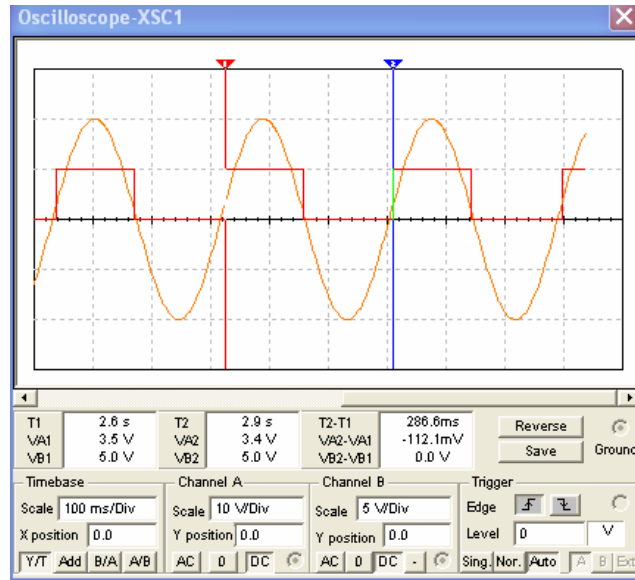 Oscilloscope-XSC1
1 2
T1 2.6 s T2 2.9 s T2-T1 286.6ms Reverse
VA1 3.5 V VA2 3.4 V VA2-VA1 -112.1mV Save Ground
VB1 5.0 V VB2 5.0 V VB2-VB1 0.0 V
Timebase Channel A Channel B Trigger
Scale 100 ms/Div Scale 10 V/Div Scale 5 V/Div Edge
X position 0.0 Y position 0.0 Y position 0.0 Level 0 V
Y/T Add B/A A/B AC 0 DC AC 0 DC - Sing. Nor. Auto A B Ext